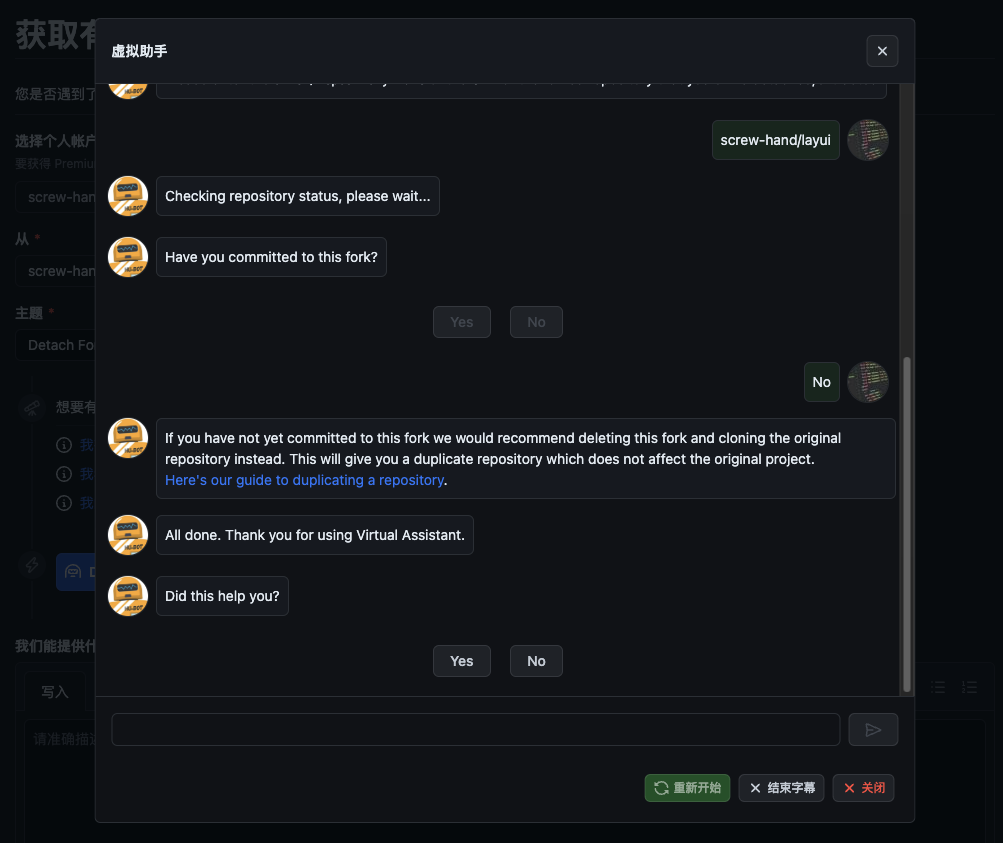 获取有
虚拟助手
您是否遇到了
选择个人帐户
要获得 Premiu
screw-han
从 *
screw-han
主题 *
Detach Fo
想要有
我
我
我
D
我们能提供什
写入
请准确描述
screw-hand/layui
Checking repository status, please wait...
Have you committed to this fork?
Yes
No
No
If you have not yet committed to this fork we would recommend deleting this fork and cloning the original
repository instead. This will give you a duplicate repository which does not affect the original project.
Here's our guide to duplicating a repository.
All done. Thank you for using Virtual Assistant.
Did this help you?
Yes
No
重新开始
结束字幕
关闭